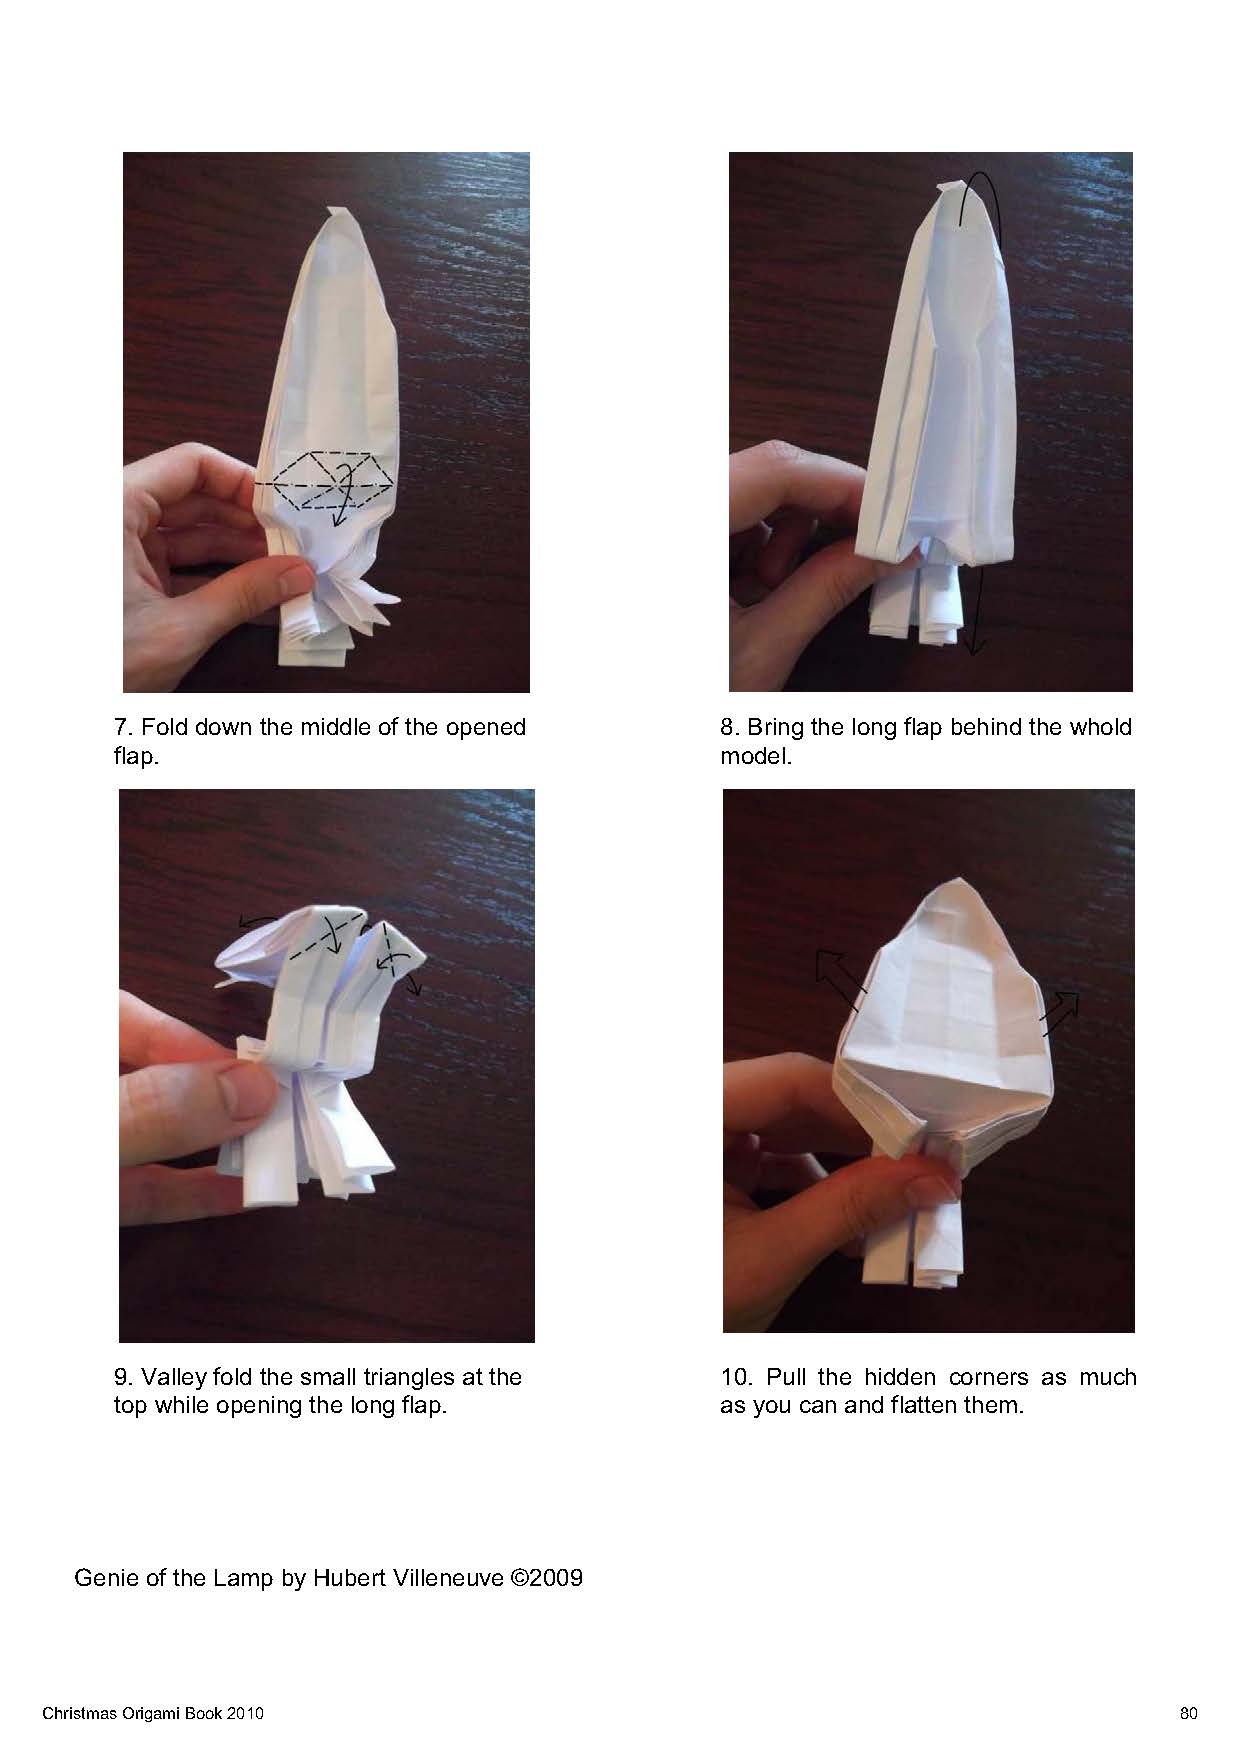 7. Fold down the middle of the opened
flap.
8. Bring the long flap behind the whold
model.
9. Valley fold the small triangles at the
top while opening the long flap.
10. Pull the hidden corners as much
as you can and flatten them.
Genie of the Lamp by Hubert Villeneuve ©2009
Christmas Origami Book 2010
80